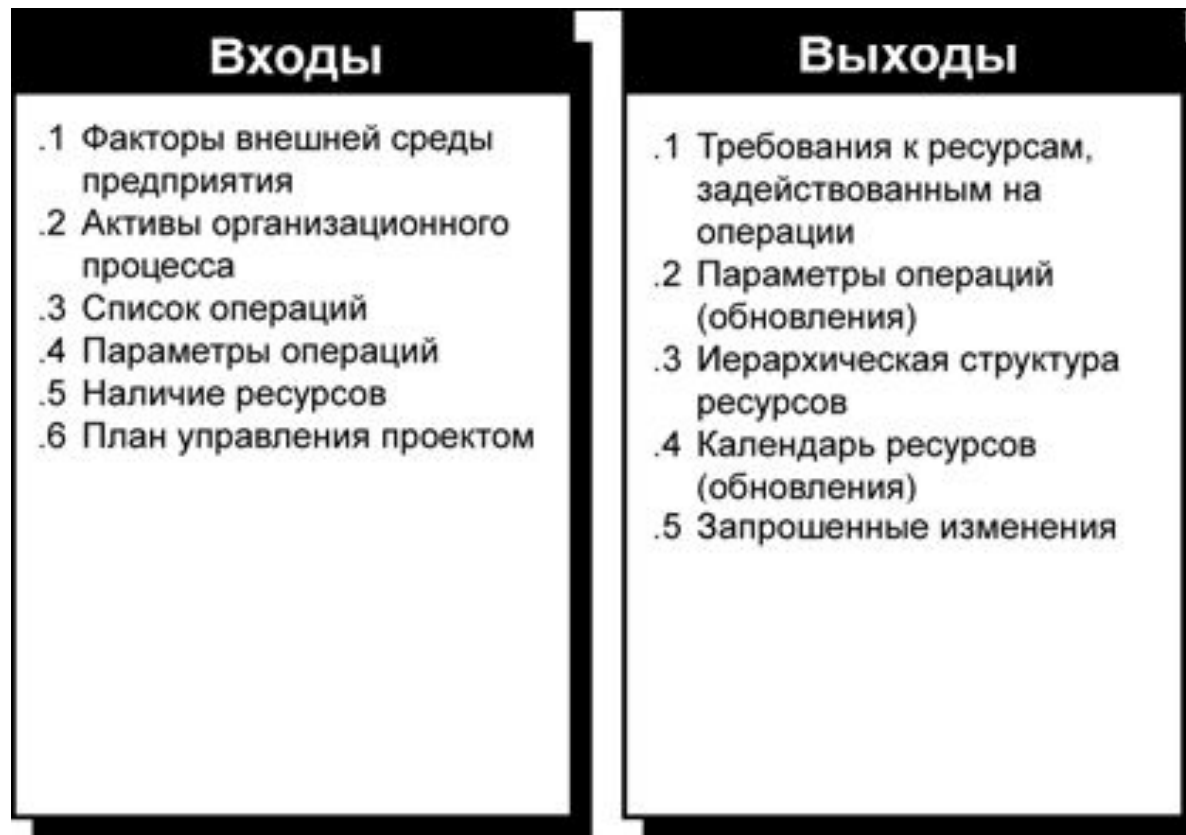 Входы
.1 Факторы внешней среды
предприятия
.2 Активы организационного
процесса
.3 Список операций
.4 Параметры операций
.5 Наличие ресурсов
.6 План управления проектом
Выходы
.1 Требования к ресурсам,
задействованным на
операции
.2 Параметры операций
(обновления)
.3 Иерархическая структура
ресурсов
.4 Календарь ресурсов
(обновления)
.5 Запрошенные изменения